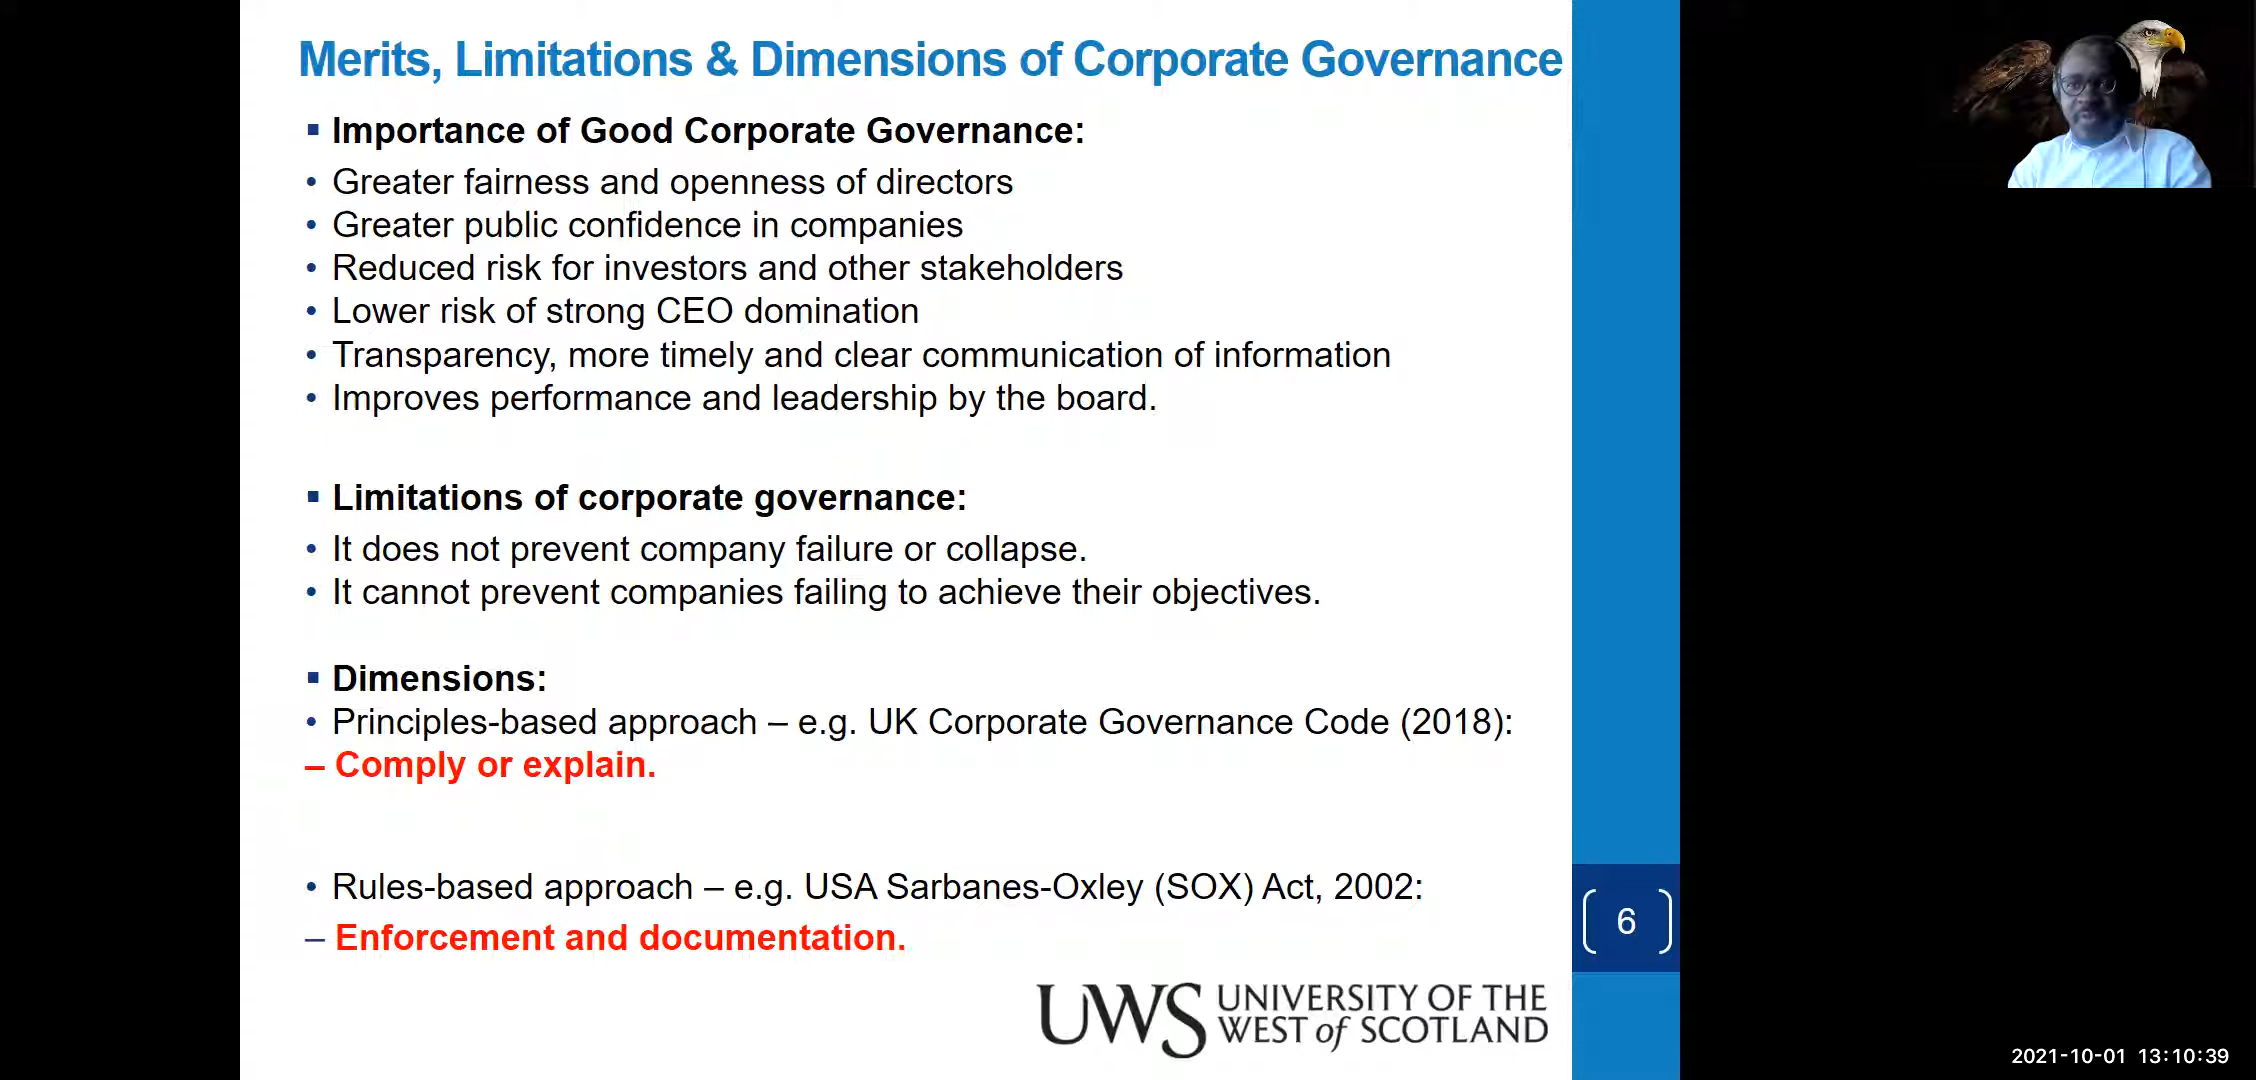 Merits, Limitations & Dimensions of Corporate Governance
▪ Importance of Good Corporate Governance:
• Greater fairness and openness of directors
• Greater public confidence in companies
• Reduced risk for investors and other stakeholders
• Lower risk of strong CEO domination
• Transparency, more timely and clear communication of information
• Improves performance and leadership by the board.
▪ Limitations of corporate governance:
• It does not prevent company failure or collapse.
• It cannot prevent companies failing to achieve their objectives.
▪ Dimensions:
• Principles-based approach – e.g. UK Corporate Governance Code (2018):
– Comply or explain.
• Rules-based approach – e.g. USA Sarbanes-Oxley (SOX) Act, 2002:
– Enforcement and documentation.
6
UWS UNIVERSITY OF THE
WEST of SCOTLAND
2021-10-01 13:10:39